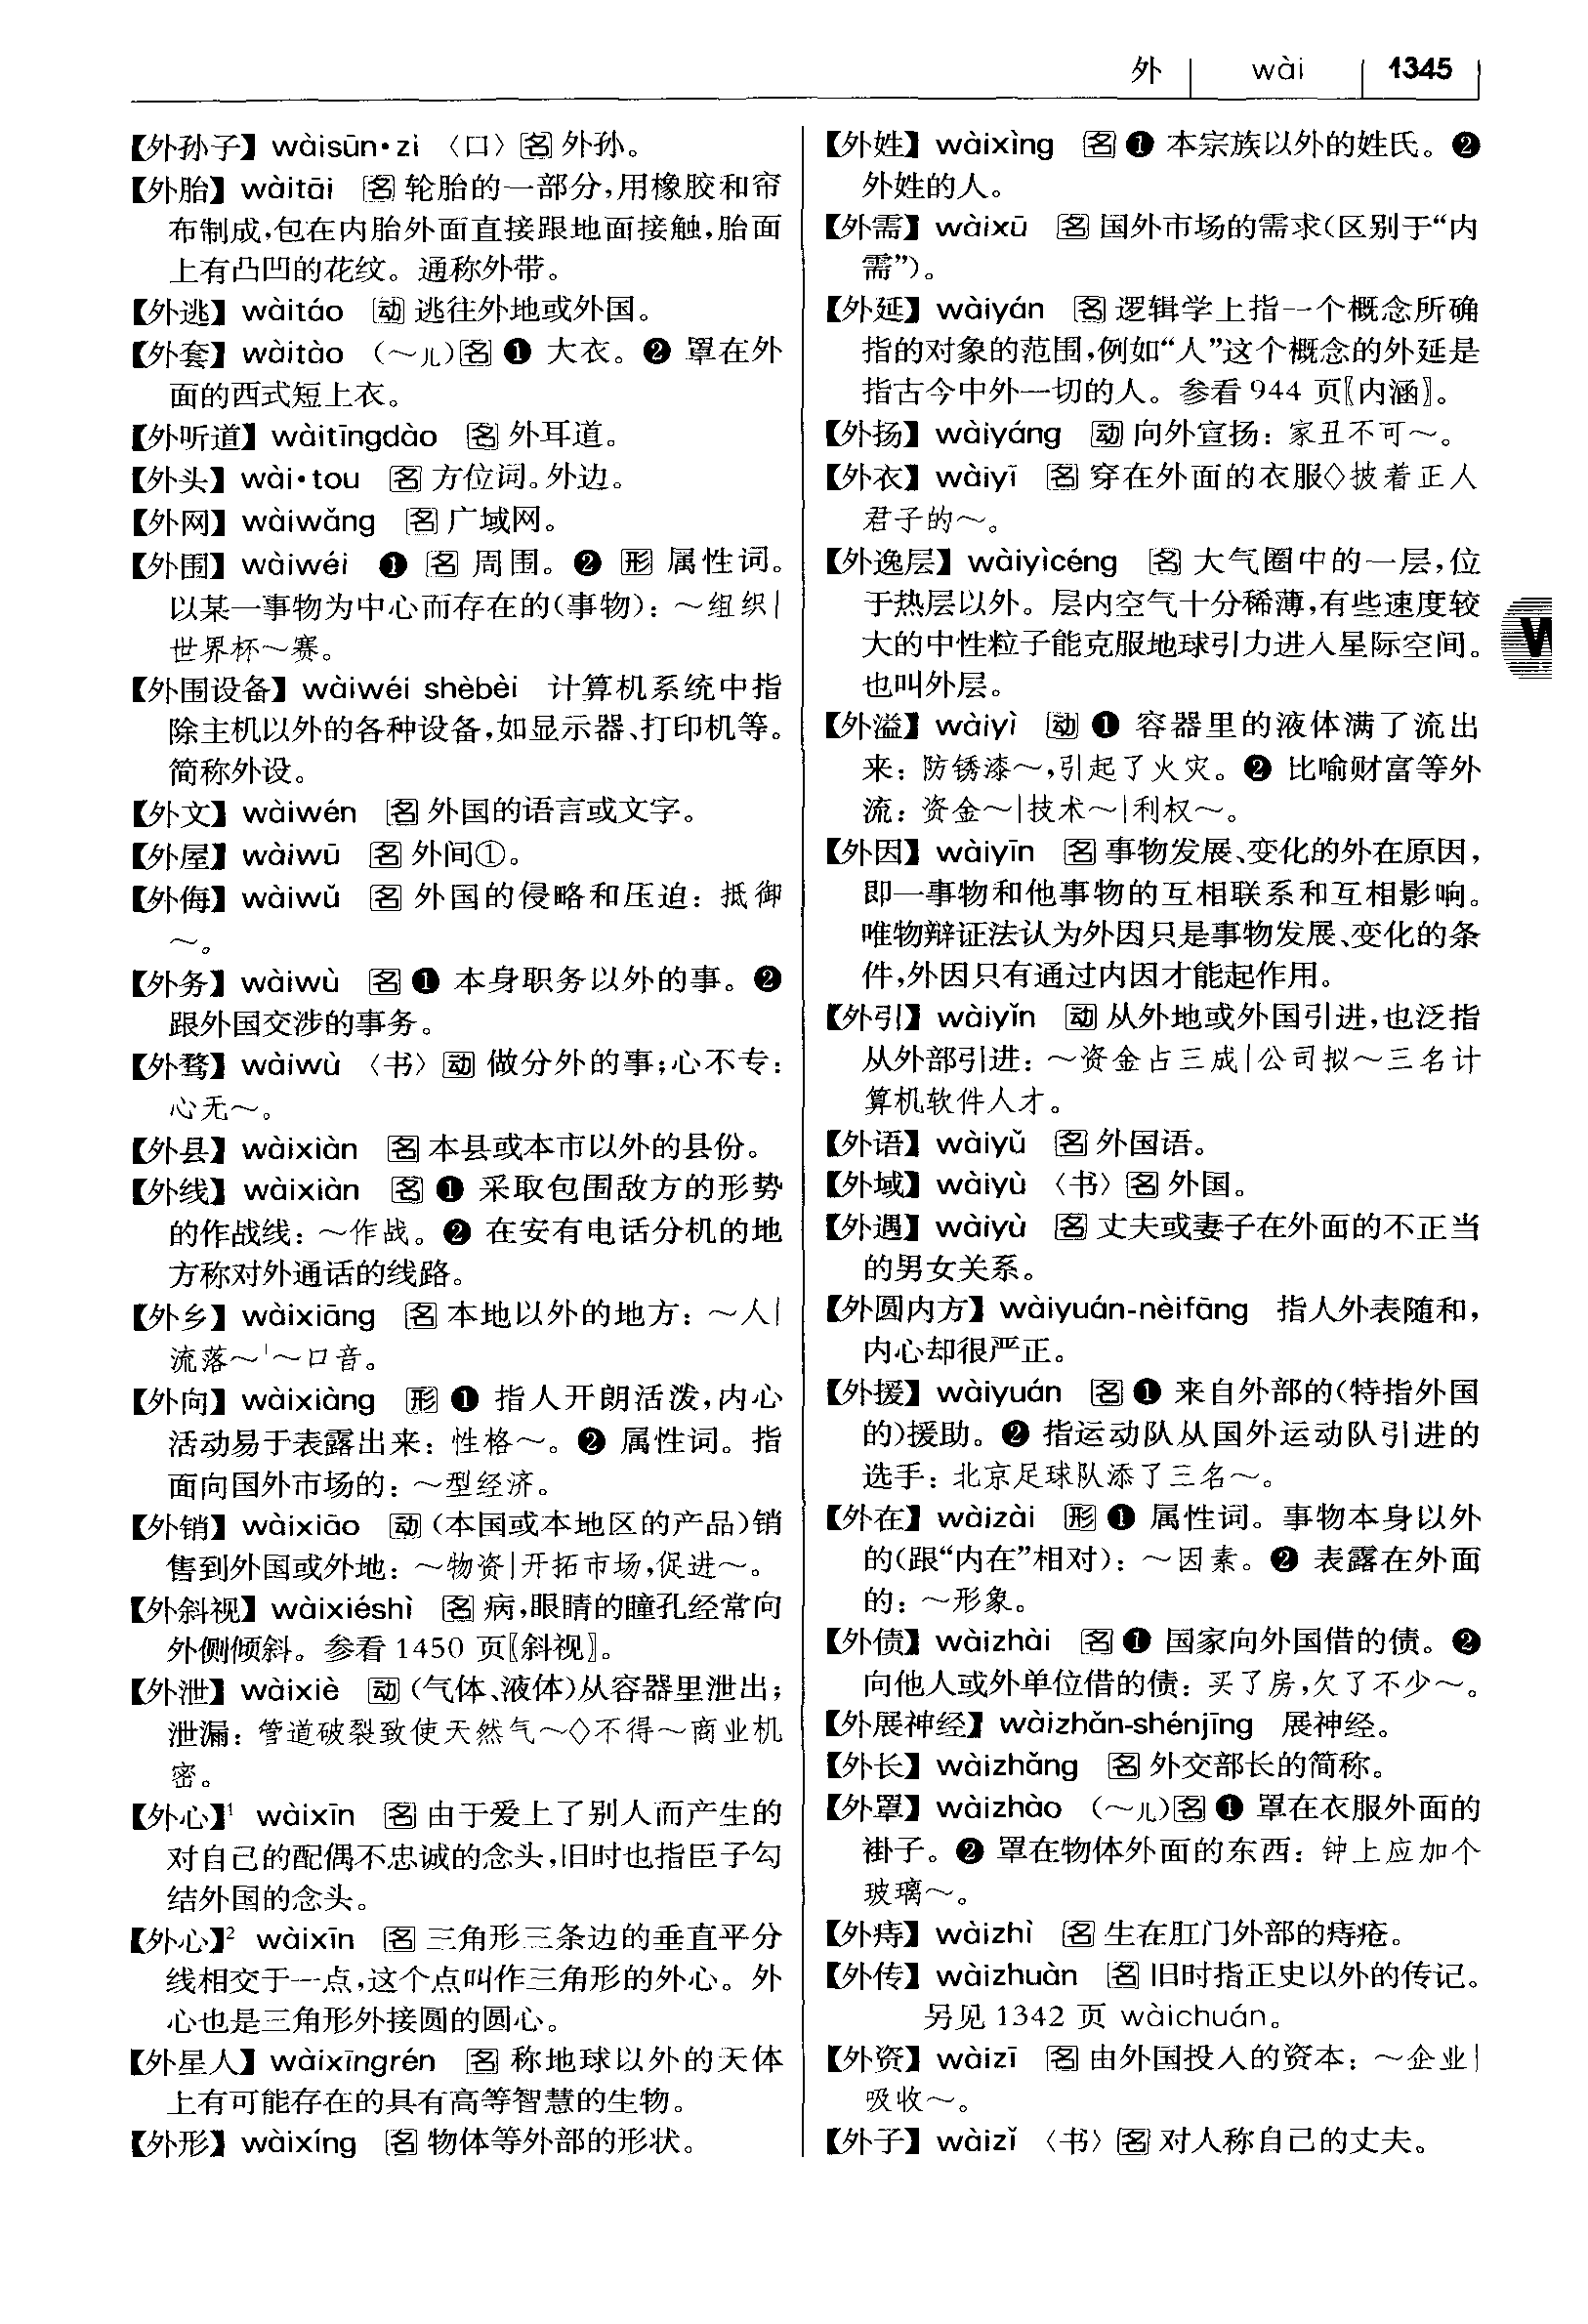 外 wài 1345
【外孙子】 wàisūn•zi 〈口〉名 外孙。
【外胎】 wàitāi 名 轮胎的一部分,用橡胶和帘
布制成,包在内胎外面直接跟地面接触,胎面
上有凸凹的花纹。通称外带。
【外逃】 wàitáo 动 逃往外地或外国。
【外套】 wàitào (～儿)名 ❶ 大衣。❷ 罩在外
面的西式短上衣。
【外听道】 wàitīngdào 名 外耳道。
【外头】 wài•tou 名 方位词。外边。
【外网】 wàiwǎng 名 广域网。
【外围】 wàiwéi ❶ 名 周围。❷ 形 属性词。
以某一事物为中心而存在的(事物)：～组织|
世界杯～赛。
【外围设备】 wàiwéi shèbèi 计算机系统中指
除主机以外的各种设备,如显示器、打印机等。
简称外设。
【外文】 wàiwén 名 外国的语言或文字。
【外屋】 wàiwū 名 外间①。
【外侮】 wàiwǔ 名 外国的侵略和压迫：抵御
～。
【外务】 wàiwù 名 ❶ 本身职务以外的事。❷
跟外国交涉的事务。
【外骛】 wàiwù 〈书〉动 做分外的事;心不专：
心无～。
【外县】 wàixiàn 名 本县或本市以外的县份。
【外线】 wàixiàn 名 ❶ 采取包围敌方的形势
的作战线：～作战。❷ 在安有电话分机的地
方称对外通话的线路。
【外乡】 wàixiāng 名 本地以外的地方：～人|
流落～|～口音。
【外向】 wàixiàng 形 ❶ 指人开朗活泼,内心
活动易于表露出来：性格～。❷ 属性词。指
面向国外市场的：～型经济。
【外销】 wàixiāo 动 (本国或本地区的产品)销
售到外国或外地：～物资|开拓市场,促进～。
【外斜视】 wàixiéshì 名 病,眼睛的瞳孔经常向
外侧倾斜。参看 1450 页〖斜视〗。
【外泄】 wàixiè 动 (气体、液体)从容器里泄出;
泄漏：管道破裂致使天然气～◇不得～商业机
密。
【外心】¹ wàixīn 名 由于爱上了别人而产生的
对自己的配偶不忠诚的念头,旧时也指臣子勾
结外国的念头。
【外心】² wàixīn 名 三角形三条边的垂直平分
线相交于一点,这个点叫作三角形的外心。外
心也是三角形外接圆的圆心。
【外星人】 wàixīngrén 名 称地球以外的天体
上有可能存在的具有高等智慧的生物。
【外形】 wàixíng 名 物体等外部的形状。
【外姓】 wàixìng 名 ❶ 本宗族以外的姓氏。❷
外姓的人。
【外需】 wàixū 名 国外市场的需求(区别于“内
需”)。
【外延】 wàiyán 名 逻辑学上指一个概念所确
指的对象的范围,例如“人”这个概念的外延是
指古今中外一切的人。参看 944 页〖内涵〗。
【外扬】 wàiyáng 动 向外宣扬：家丑不可～。
【外衣】 wàiyī 名 穿在外面的衣服◇披着正人
君子的～。
【外逸层】 wàiyìcéng 名 大气圈中的一层,位
于热层以外。层内空气十分稀薄,有些速度较
大的中性粒子能克服地球引力进入星际空间。
也叫外层。
【外溢】 wàiyì 动 ❶ 容器里的液体满了流出
来：防锈漆～,引起了火灾。❷ 比喻财富等外
流：资金～|技术～|利权～。
【外因】 wàiyīn 名 事物发展、变化的外在原因,
即一事物和他事物的互相联系和互相影响。
唯物辩证法认为外因只是事物发展、变化的条
件,外因只有通过内因才能起作用。
【外引】 wàiyǐn 动 从外地或外国引进,也泛指
从外部引进：～资金占三成|公司拟～三名计
算机软件人才。
【外语】 wàiyǔ 名 外国语。
【外域】 wàiyù 〈书〉名 外国。
【外遇】 wàiyù 名 丈夫或妻子在外面的不正当
的男女关系。
【外圆内方】 wàiyuán-nèifāng 指人外表随和,
内心却很严正。
【外援】 wàiyuán 名 ❶ 来自外部的(特指外国
的)援助。❷ 指运动队从国外运动队引进的
选手：北京足球队添了三名～。
【外在】 wàizài 形 ❶ 属性词。事物本身以外
的(跟“内在”相对)：～因素。❷ 表露在外面
的：～形象。
【外债】 wàizhài 名 ❶ 国家向外国借的债。❷
向他人或外单位借的债：买了房,欠了不少～。
【外展神经】 wàizhǎn-shénjīng 展神经。
【外长】 wàizhǎng 名 外交部长的简称。
【外罩】 wàizhào (～儿)名 ❶ 罩在衣服外面的
褂子。❷ 罩在物体外面的东西：钟上应加个
玻璃～。
【外痔】 wàizhì 名 生在肛门外部的痔疮。
【外传】 wàizhuàn 名 旧时指正史以外的传记。
另见 1342 页 wàichuán。
【外资】 wàizī 名 由外国投入的资本：～企业|
吸收～。
【外子】 wàizǐ 〈书〉名 对人称自己的丈夫。
W